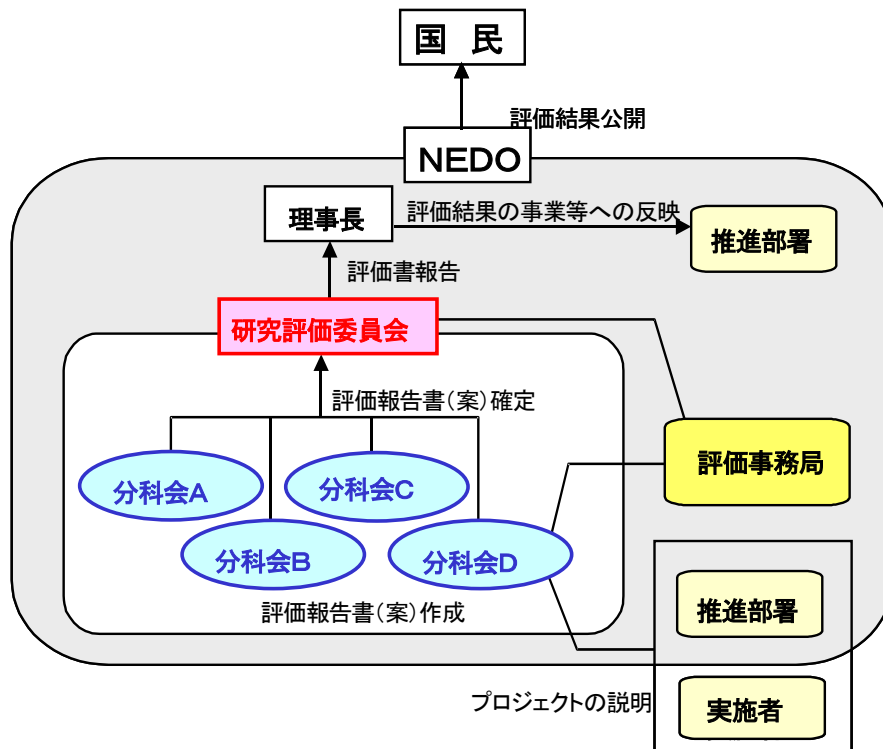 国 民
評価結果公開
ＮＥＤＯ
理事長
評価結果の事業等への反映
推進部署
評価書報告
研究評価委員会
評価報告書（案）確定
評価事務局
分科会Ａ
分科会Ｃ
分科会Ｂ
分科会Ｄ
評価報告書（案）作成
推進部署
プロジェクトの説明
実施者